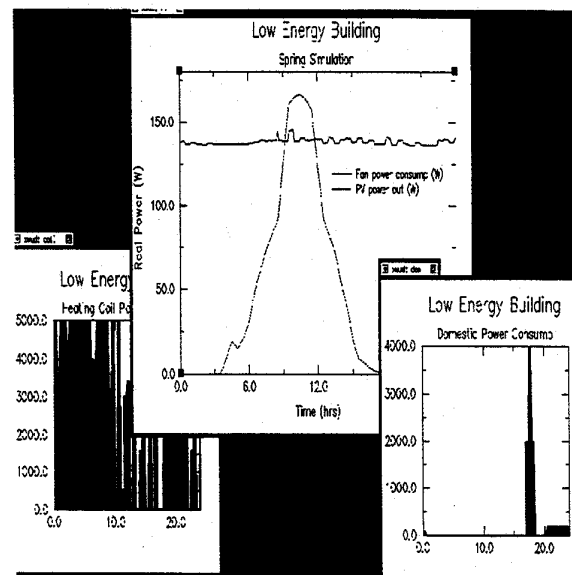 Low Energy Building
Spring Simulation
150.0
100.0
50.0
0.0
Real Power (W)
Fan power consump (W)
PV power out (W)
0.0 6.0 12.0
Time (hrs)
Low Energy
Heating Coil Po
5000.0
4000.0
3000.0
2000.0
1000.0
0.0
0.0 10.0 20.0
Low Energy Building
Domestic Power Consump
4000.0
3000.0
2000.0
1000.0
0.0
0.0 10.0 20.0